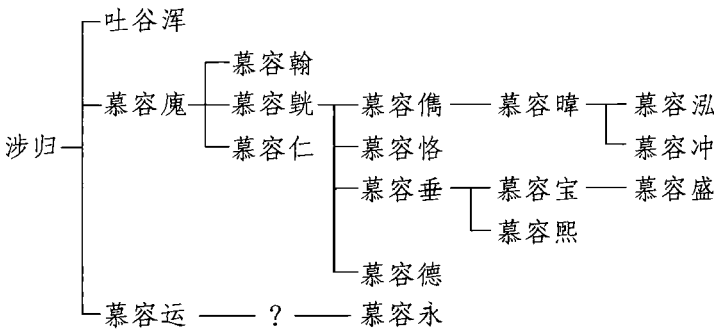 吐谷浑
慕容翰
慕容廆 慕容皝 慕容儁 慕容暐 慕容泓
涉归 慕容仁 慕容恪 慕容冲
慕容垂 慕容宝 慕容盛
慕容熙
慕容德
慕容运 ? 慕容永